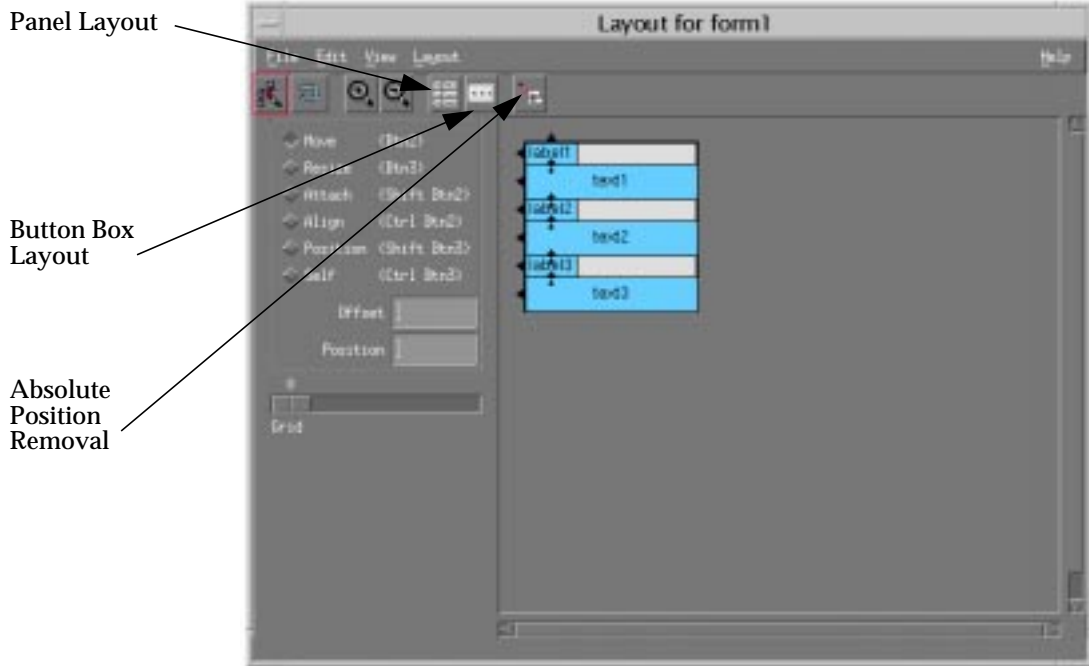 Panel Layout
Layout for form1
File Edit View Layout Help
Move (Btn2)
Resize (Btn3)
Attach (Shift Btn2)
Align (Ctrl Btn2)
Position (Shift Btn3)
Self (Ctrl Btn3)
Offset
Position
0
Grid
label1
text1
label2
text2
label3
text3
Button Box
Layout
Absolute
Position
Removal